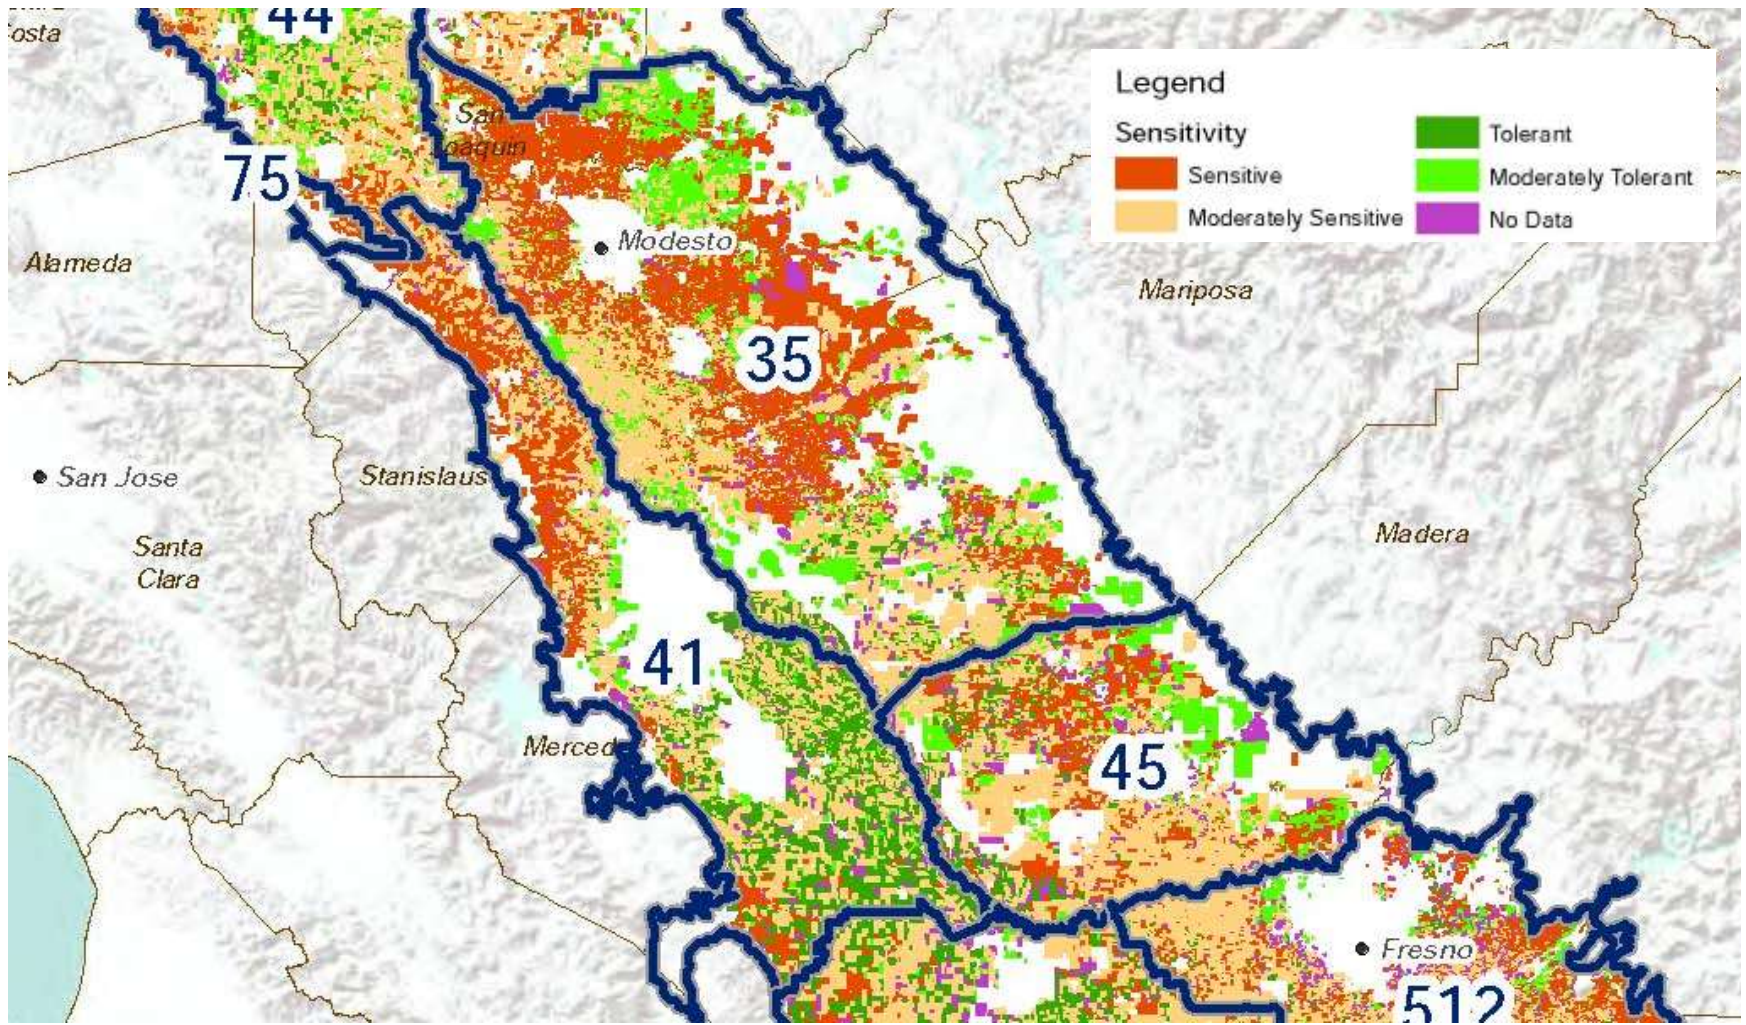 44
osta
Legend
Sensitivity
Tolerant
Sensitive
Moderately Tolerant
Moderately Sensitive
No Data
San
Joaquin
75
Modesto
Alameda
Mariposa
35
San Jose
Stanislaus
Madera
Santa
Clara
41
Merced
45
Fresno
512